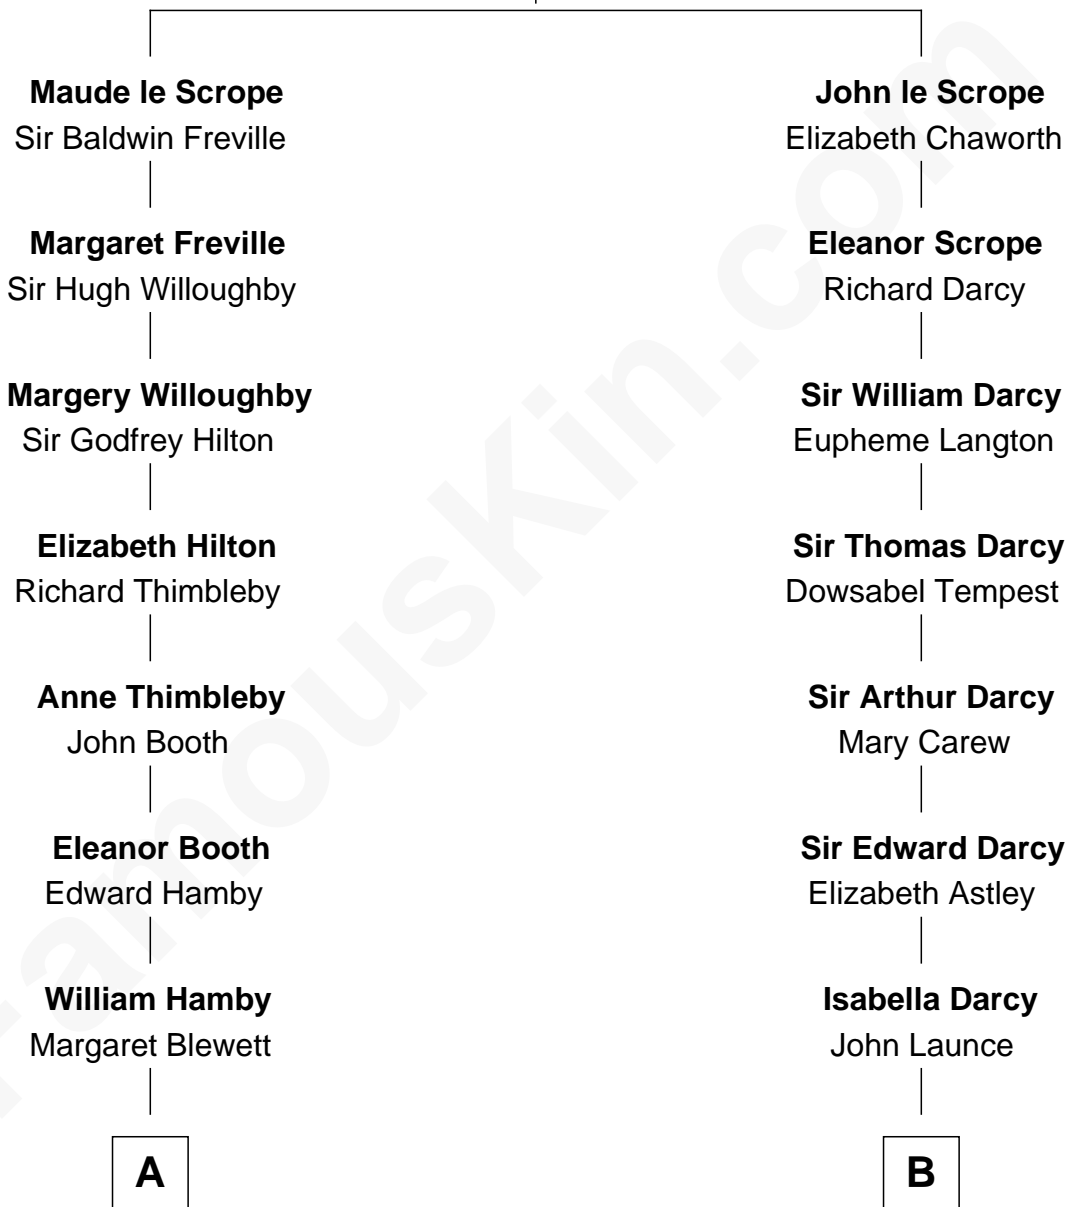 Maude le Scrope
Sir Baldwin Freville
Margaret Freville
Sir Hugh Willoughby
Margery Willoughby
Sir Godfrey Hilton
Elizabeth Hilton
Richard Thimbleby
Anne Thimbleby
John Booth
Eleanor Booth
Edward Hamby
William Hamby
Margaret Blewett
A
John le Scrope
Elizabeth Chaworth
Eleanor Scrope
Richard Darcy
Sir William Darcy
Eupheme Langton
Sir Thomas Darcy
Dowsabel Tempest
Sir Arthur Darcy
Mary Carew
Sir Edward Darcy
Elizabeth Astley
Isabella Darcy
John Launce
B
FamousKin.com